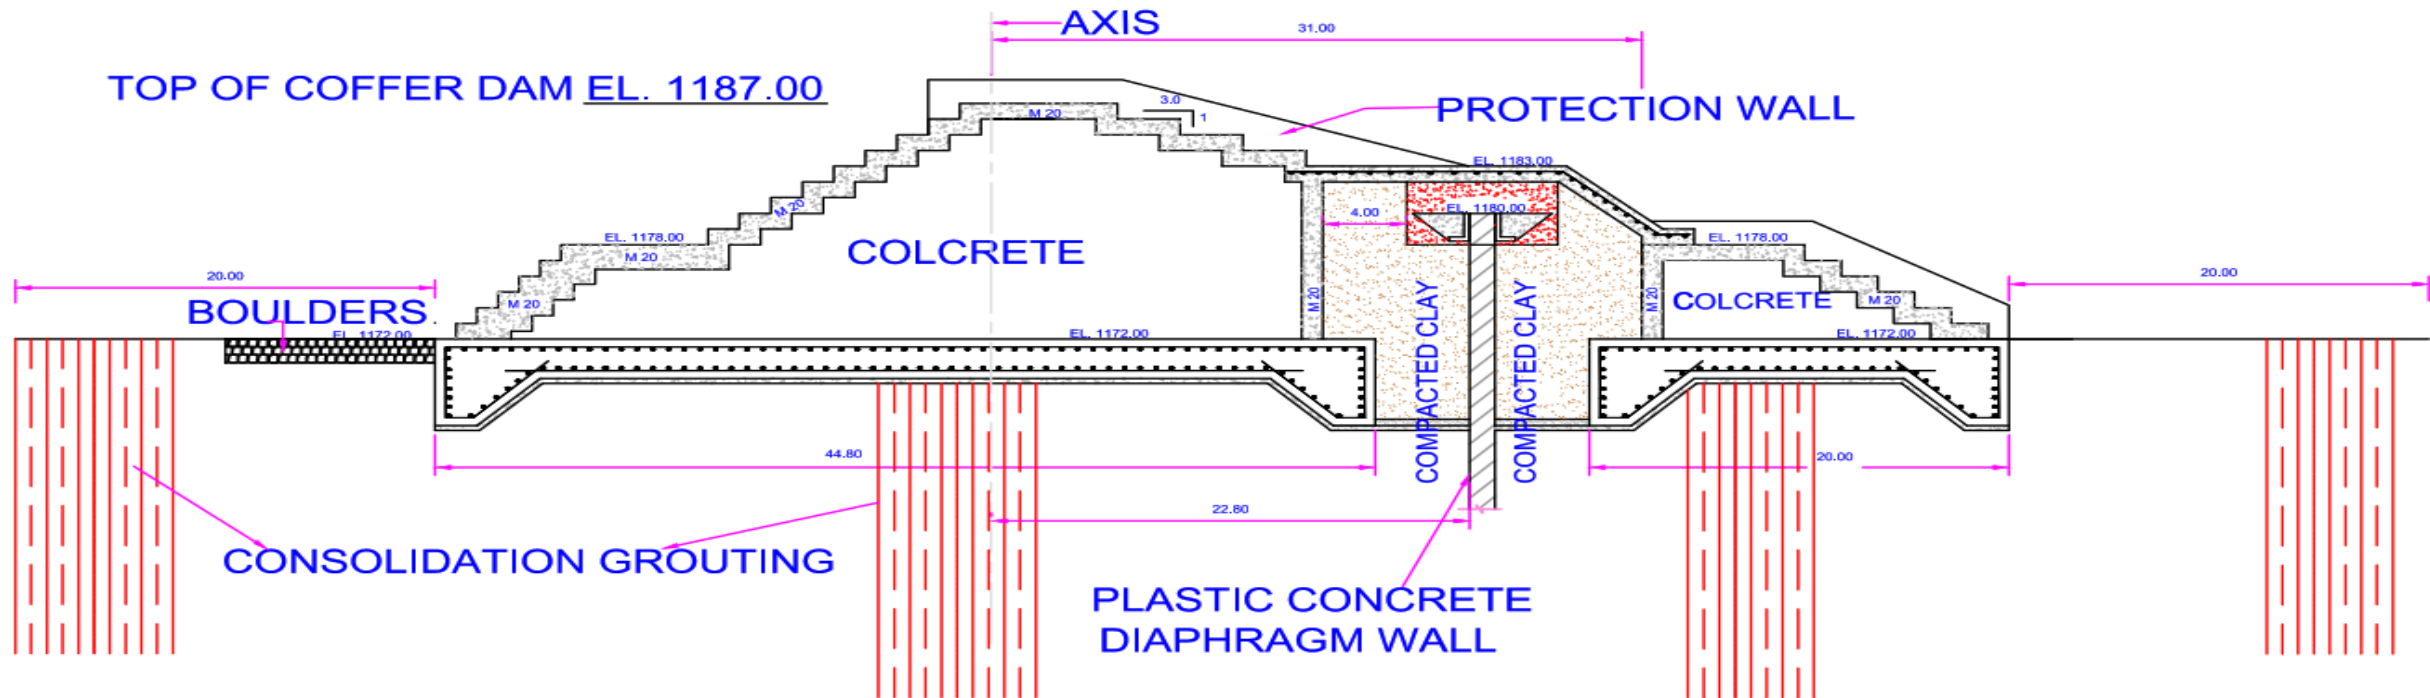 AXIS
31.00
TOP OF COFFER DAM EL. 1187.00
3.0
1
M 20
PROTECTION WALL
EL. 1183.00
M 20
4.00
EL. 1180.00
EL. 1178.00
M 20
COLCRETE
EL. 1178.00
20.00
20.00
BOULDERS
M 20
M 20
COMPACTED CLAY
COMPACTED CLAY
M 20
COLCRETE
M 20
EL. 1172.00
EL. 1172.00
EL. 1172.00
44.80
20.00
22.80
CONSOLIDATION GROUTING
PLASTIC CONCRETE
DIAPHRAGM WALL